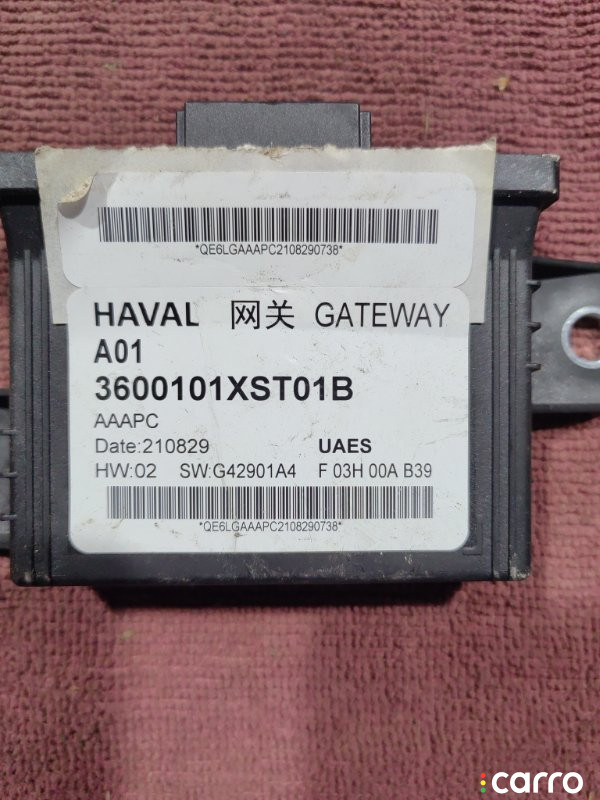 *QE6LGAAAPC2108290738*
HAVAL 网关 GATEWAY
A01
3600101XST01B
AAAPC
Date:210829 UAES
HW:02 SW:G42901A4 F 03H 00A B39
*QE6LGAAAPC2108290738*
carro